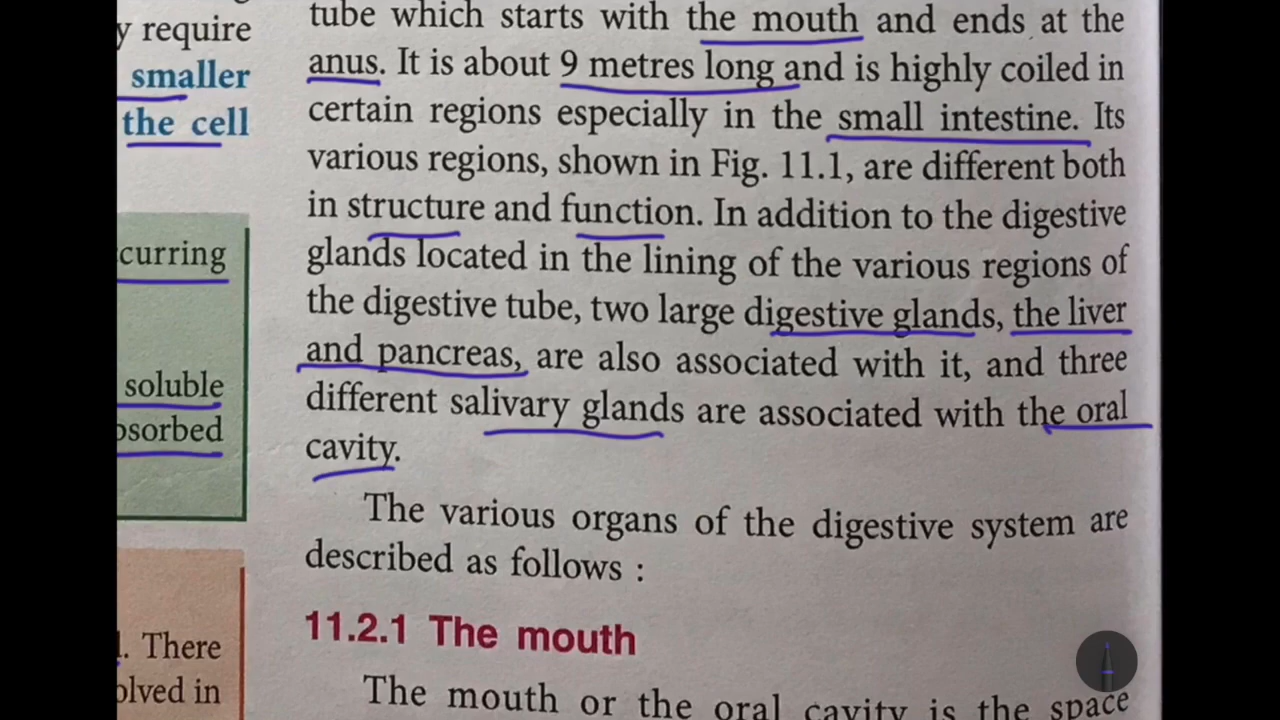 y require
smaller
the cell
curring
soluble
bsorbed
. There
olved in
tube which starts with the mouth and ends at the
anus. It is about 9 metres long and is highly coiled in
certain regions especially in the small intestine. Its
various regions, shown in Fig. 11.1, are different both
in structure and function. In addition to the digestive
glands located in the lining of the various regions of
the digestive tube, two large digestive glands, the liver
and pancreas, are also associated with it, and three
different salivary glands are associated with the oral
cavity.
The various organs of the digestive system are
described as follows :
11.2.1 The mouth
The mouth or the oral cavity is the space